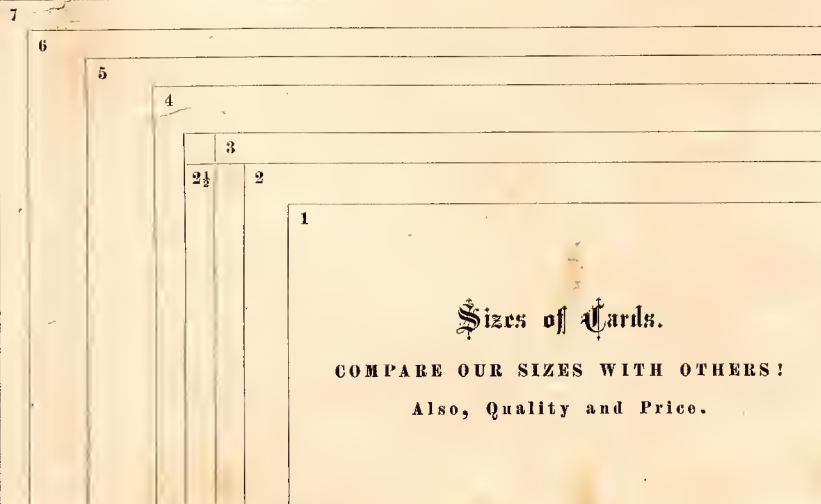 7
6
5
4
3
2½ 2
1
Sizes of Cards.
COMPARE OUR SIZES WITH OTHERS!
Also, Quality and Price.